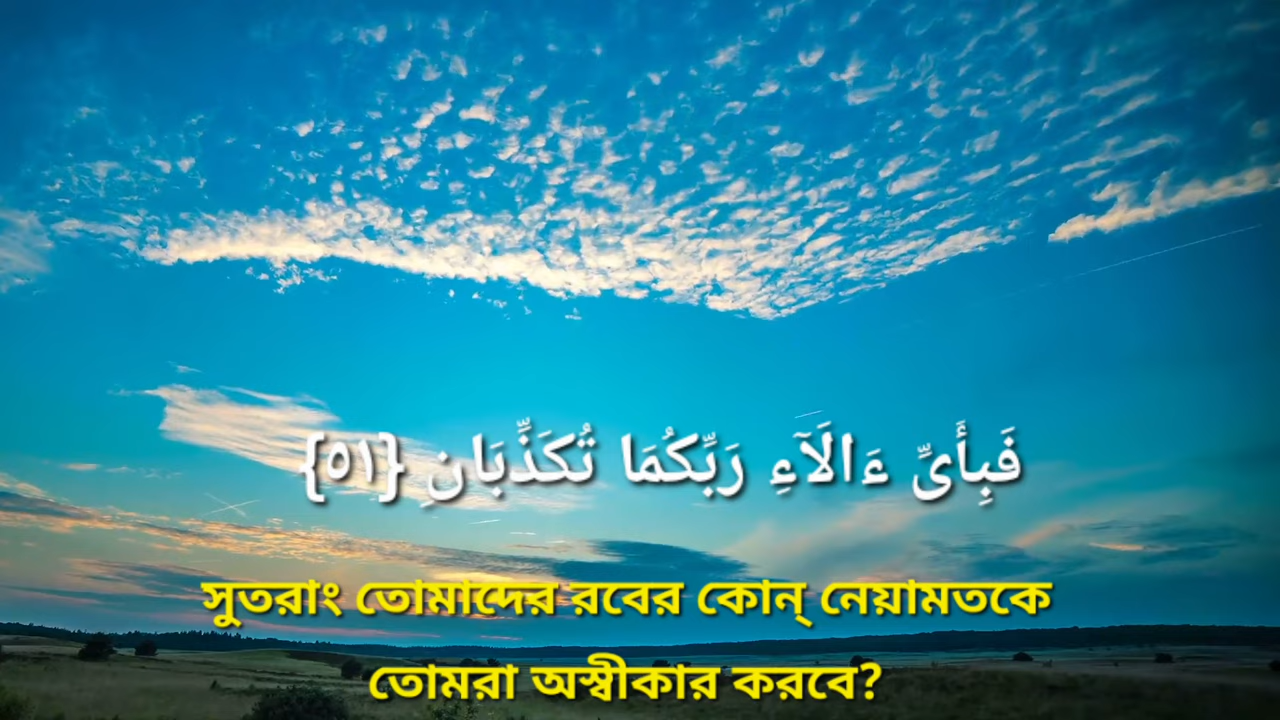 فَبِأَىِّ ءَالَآءِ رَبِّكُمَا تُكَذِّبَانِ {٥١}
সুতরাং তোমাদের রবের কোন্ নেয়ামতকে
তোমরা অস্বীকার করবে?